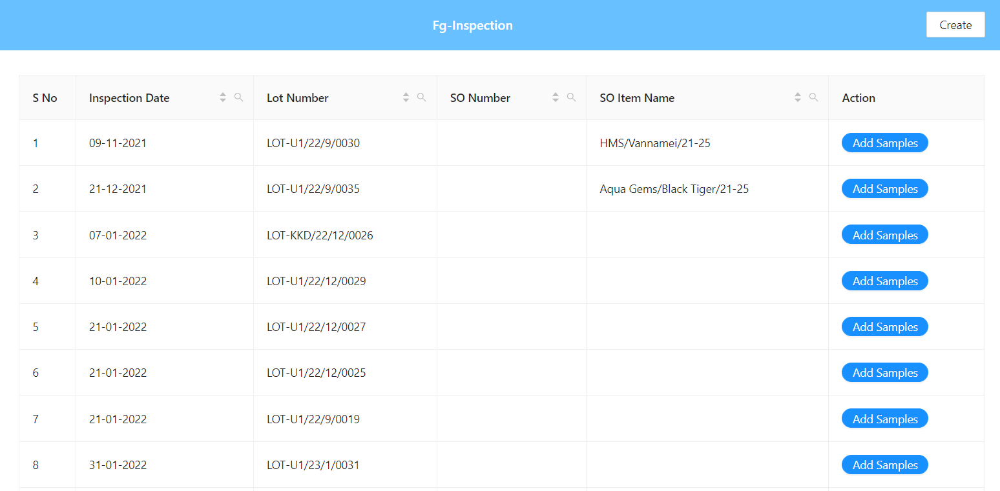 Fg-Inspection
Create
S No Inspection Date Lot Number SO Number SO Item Name Action
1 09-11-2021 LOT-U1/22/9/0030 HMS/Vannamei/21-25 Add Samples
2 21-12-2021 LOT-U1/22/9/0035 Aqua Gems/Black Tiger/21-25 Add Samples
3 07-01-2022 LOT-KKD/22/12/0026 Add Samples
4 10-01-2022 LOT-U1/22/12/0029 Add Samples
5 21-01-2022 LOT-U1/22/12/0027 Add Samples
6 21-01-2022 LOT-U1/22/12/0025 Add Samples
7 21-01-2022 LOT-U1/22/9/0019 Add Samples
8 31-01-2022 LOT-U1/23/1/0031 Add Samples